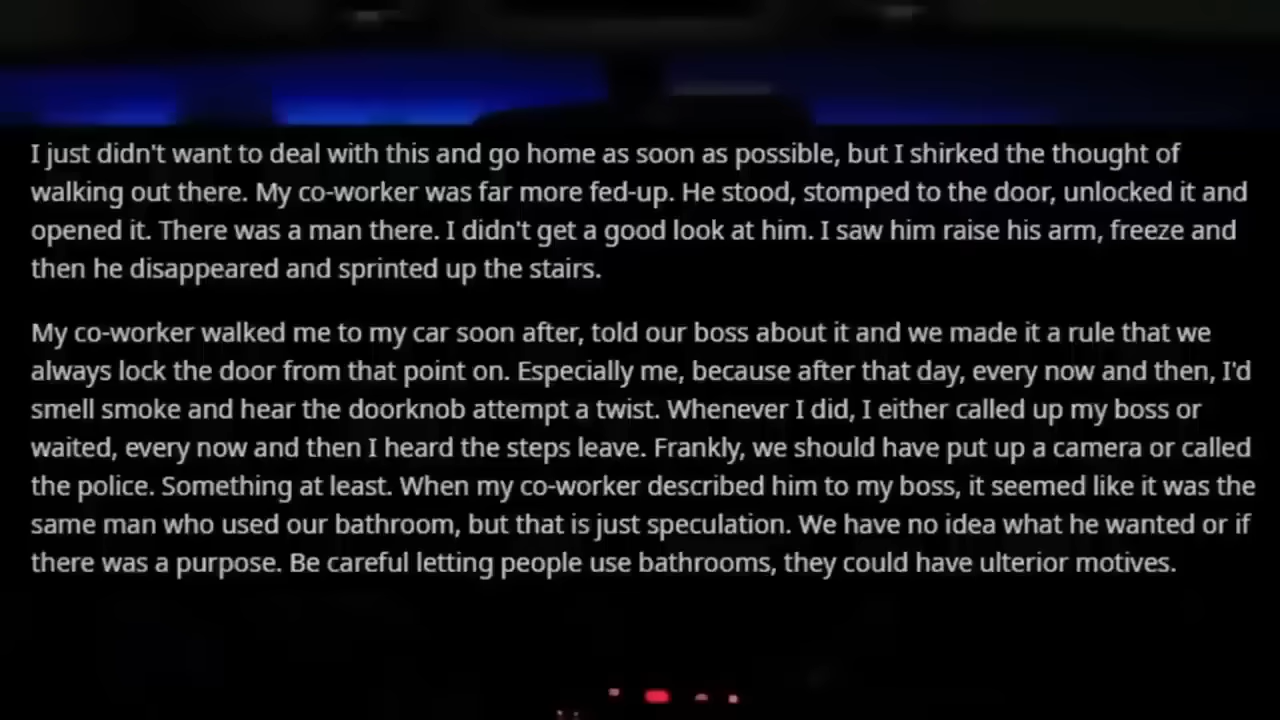 I just didn't want to deal with this and go home as soon as possible, but I shirked the thought of
walking out there. My co-worker was far more fed-up. He stood, stomped to the door, unlocked it and
opened it. There was a man there. I didn't get a good look at him. I saw him raise his arm, freeze and
then he disappeared and sprinted up the stairs.
My co-worker walked me to my car soon after, told our boss about it and we made it a rule that we
always lock the door from that point on. Especially me, because after that day, every now and then, I'd
smell smoke and hear the doorknob attempt a twist. Whenever I did, I either called up my boss or
waited, every now and then I heard the steps leave. Frankly, we should have put up a camera or called
the police. Something at least. When my co-worker described him to my boss, it seemed like it was the
same man who used our bathroom, but that is just speculation. We have no idea what he wanted or if
there was a purpose. Be careful letting people use bathrooms, they could have ulterior motives.